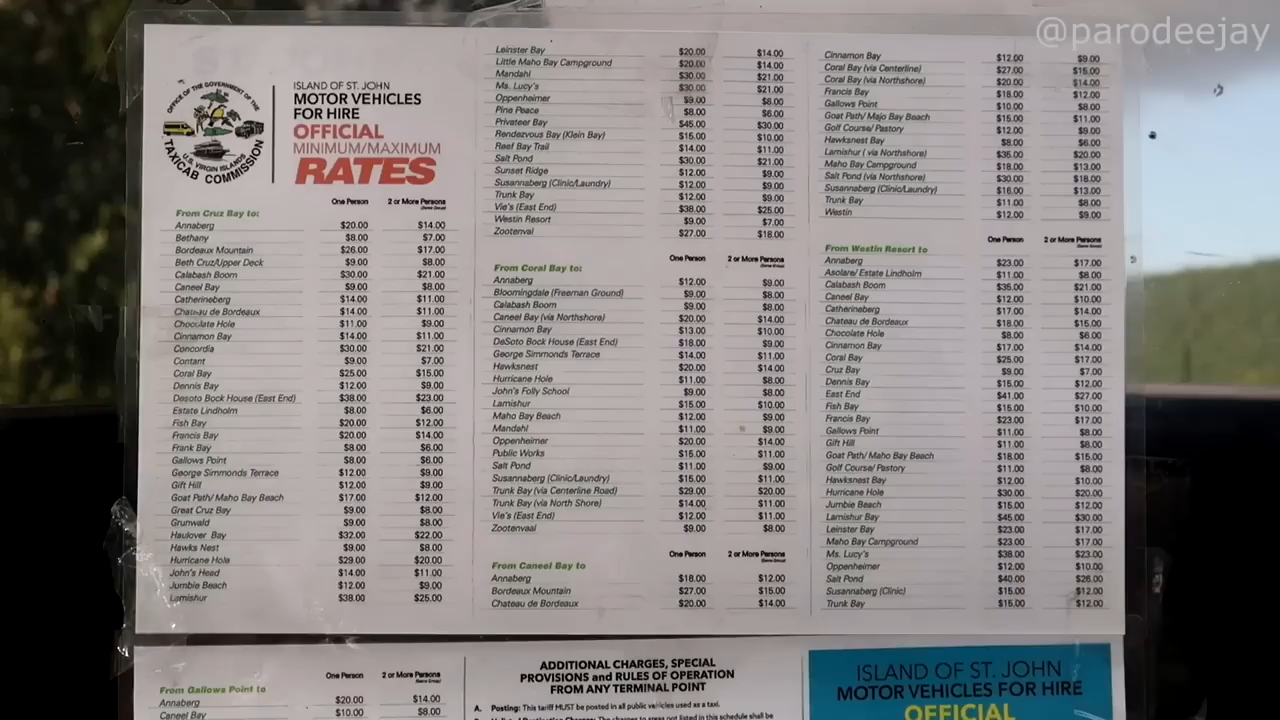 @parodeejay
OFFICE OF THE GOVERNMENT OF THE
U.S. VIRGIN ISLANDS
TAXICAB COMMISSION
ISLAND OF ST. JOHN
MOTOR VEHICLES
FOR HIRE
OFFICIAL
MINIMUM/MAXIMUM
RATES
One Person 2 or More Persons
(Same Group)
From Cruz Bay to:
Annaberg $20.00 $14.00
Bethany $8.00 $7.00
Bordeaux Mountain $26.00 $17.00
Beth Cruz/Upper Deck $9.00 $8.00
Calabash Boom $30.00 $21.00
Caneel Bay $9.00 $8.00
Catherineberg $14.00 $11.00
Chateau de Bordeaux $14.00 $11.00
Chocolate Hole $11.00 $9.00
Cinnamon Bay $14.00 $11.00
Concordia $30.00 $21.00
Contant $9.00 $7.00
Coral Bay $25.00 $15.00
Dennis Bay $12.00 $9.00
Desoto Bock House (East End) $38.00 $23.00
Estate Lindholm $8.00 $6.00
Fish Bay $20.00 $12.00
Francis Bay $20.00 $14.00
Frank Bay $8.00 $6.00
Gallows Point $8.00 $6.00
George Simmonds Terrace $12.00 $9.00
Gift Hill $12.00 $9.00
Goat Path/ Maho Bay Beach $17.00 $12.00
Great Cruz Bay $9.00 $8.00
Grunwald $9.00 $8.00
Haulover Bay $32.00 $22.00
Hawks Nest $9.00 $8.00
Hurricane Hole $29.00 $20.00
John's Head $14.00 $11.00
Jumbie Beach $12.00 $9.00
Lamishur $38.00 $25.00
Leinster Bay $20.00 $14.00
Little Maho Bay Campground $20.00 $14.00
Mandahl $30.00 $21.00
Ms. Lucy's $30.00 $21.00
Oppenheimer $9.00 $8.00
Pine Peace $8.00 $6.00
Privateer Bay $45.00 $30.00
Rendezvous Bay (Klein Bay) $15.00 $10.00
Reef Bay Trail $14.00 $11.00
Salt Pond $30.00 $21.00
Sunset Ridge $12.00 $9.00
Susannaberg (Clinic/Laundry) $12.00 $9.00
Trunk Bay $12.00 $9.00
Vie's (East End) $38.00 $25.00
Westin Resort $9.00 $7.00
Zootenval $27.00 $18.00
One Person 2 or More Persons
(Same Group)
From Coral Bay to:
Annaberg $12.00 $9.00
Bloomingdale (Freeman Ground) $9.00 $8.00
Calabash Boom $9.00 $8.00
Caneel Bay (via Northshore) $20.00 $14.00
Cinnamon Bay $13.00 $10.00
DeSoto Bock House (East End) $18.00 $9.00
George Simmonds Terrace $14.00 $11.00
Hawksnest $20.00 $14.00
Hurricane Hole $11.00 $8.00
John's Folly School $9.00 $8.00
Lamishur $15.00 $10.00
Maho Bay Beach $12.00 $9.00
Mandahl $11.00 $9.00
Oppenheimer $20.00 $14.00
Public Works $15.00 $11.00
Salt Pond $11.00 $9.00
Susannaberg (Clinic/Laundry) $15.00 $11.00
Trunk Bay (via Centerline Road) $29.00 $20.00
Trunk Bay (via North Shore) $14.00 $11.00
Vie's (East End) $12.00 $11.00
Zootenvaal $9.00 $8.00
One Person 2 or More Persons
(Same Group)
From Caneel Bay to
Annaberg $18.00 $12.00
Bordeaux Mountain $27.00 $15.00
Chateau de Bordeaux $20.00 $14.00
Cinnamon Bay $12.00 $9.00
Coral Bay (via Centerline) $27.00 $15.00
Coral Bay (via Northshore) $20.00 $14.00
Francis Bay $18.00 $12.00
Gallows Point $10.00 $8.00
Goat Path/ Majo Bay Beach $15.00 $11.00
Golf Course/ Pastory $12.00 $9.00
Hawksnest Bay $8.00 $6.00
Lamishur ( via Northshore) $35.00 $20.00
Maho Bay Campground $18.00 $13.00
Salt Pond (via Northshore) $30.00 $18.00
Susannaberg (Clinic/Laundry) $16.00 $13.00
Trunk Bay $11.00 $8.00
Westin $12.00 $9.00
One Person 2 or More Persons
(Same Group)
From Westin Resort to
Annaberg $23.00 $17.00
Asolare/ Estate Lindholm $11.00 $8.00
Calabash Boom $35.00 $21.00
Caneel Bay $12.00 $10.00
Catherineberg $17.00 $14.00
Chateau de Bordeaux $18.00 $15.00
Chocolate Hole $8.00 $6.00
Cinnamon Bay $17.00 $14.00
Coral Bay $25.00 $17.00
Cruz Bay $9.00 $7.00
Dennis Bay $15.00 $12.00
East End $41.00 $27.00
Fish Bay $15.00 $10.00
Francis Bay $23.00 $17.00
Gallows Point $11.00 $8.00
Gift Hill $11.00 $8.00
Goat Path/ Maho Bay Beach $18.00 $15.00
Golf Course/ Pastory $11.00 $8.00
Hawksnest Bay $12.00 $10.00
Hurricane Hole $30.00 $20.00
Jumbie Beach $15.00 $12.00
Lamishur Bay $45.00 $30.00
Leinster Bay $23.00 $17.00
Maho Bay Campground $23.00 $17.00
Ms. Lucy's $38.00 $23.00
Oppenheimer $12.00 $10.00
Salt Pond $40.00 $26.00
Susannaberg (Clinic) $15.00 $12.00
Trunk Bay $15.00 $12.00
One Person 2 or More Persons
(Same Group)
From Gallows Point to
Annaberg $20.00 $14.00
Caneel Bay $10.00 $8.00
ADDITIONAL CHARGES, SPECIAL
PROVISIONS and RULES OF OPERATION
FROM ANY TERMINAL POINT
A. Posting: This tariff MUST be posted in all public vehicles used as a taxi.
ISLAND OF ST. JOHN
MOTOR VEHICLES FOR HIRE
OFFICIAL